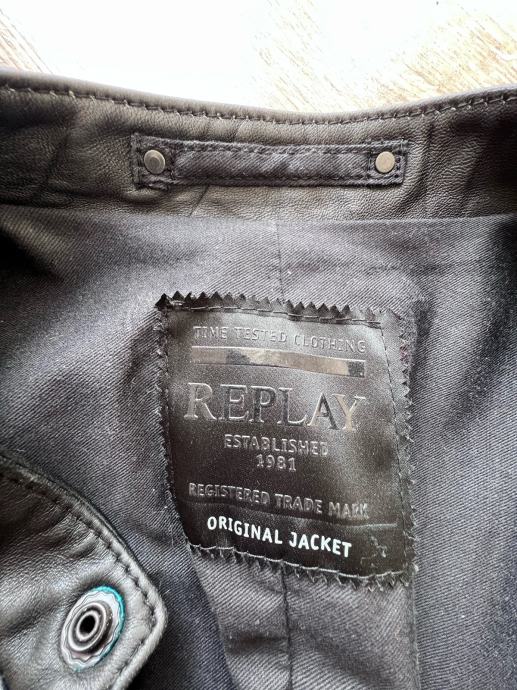 TIME TESTED CLOTHING
REPLAY
ESTABLISHED
1981
REGISTERED TRADE MARK
ORIGINAL JACKET